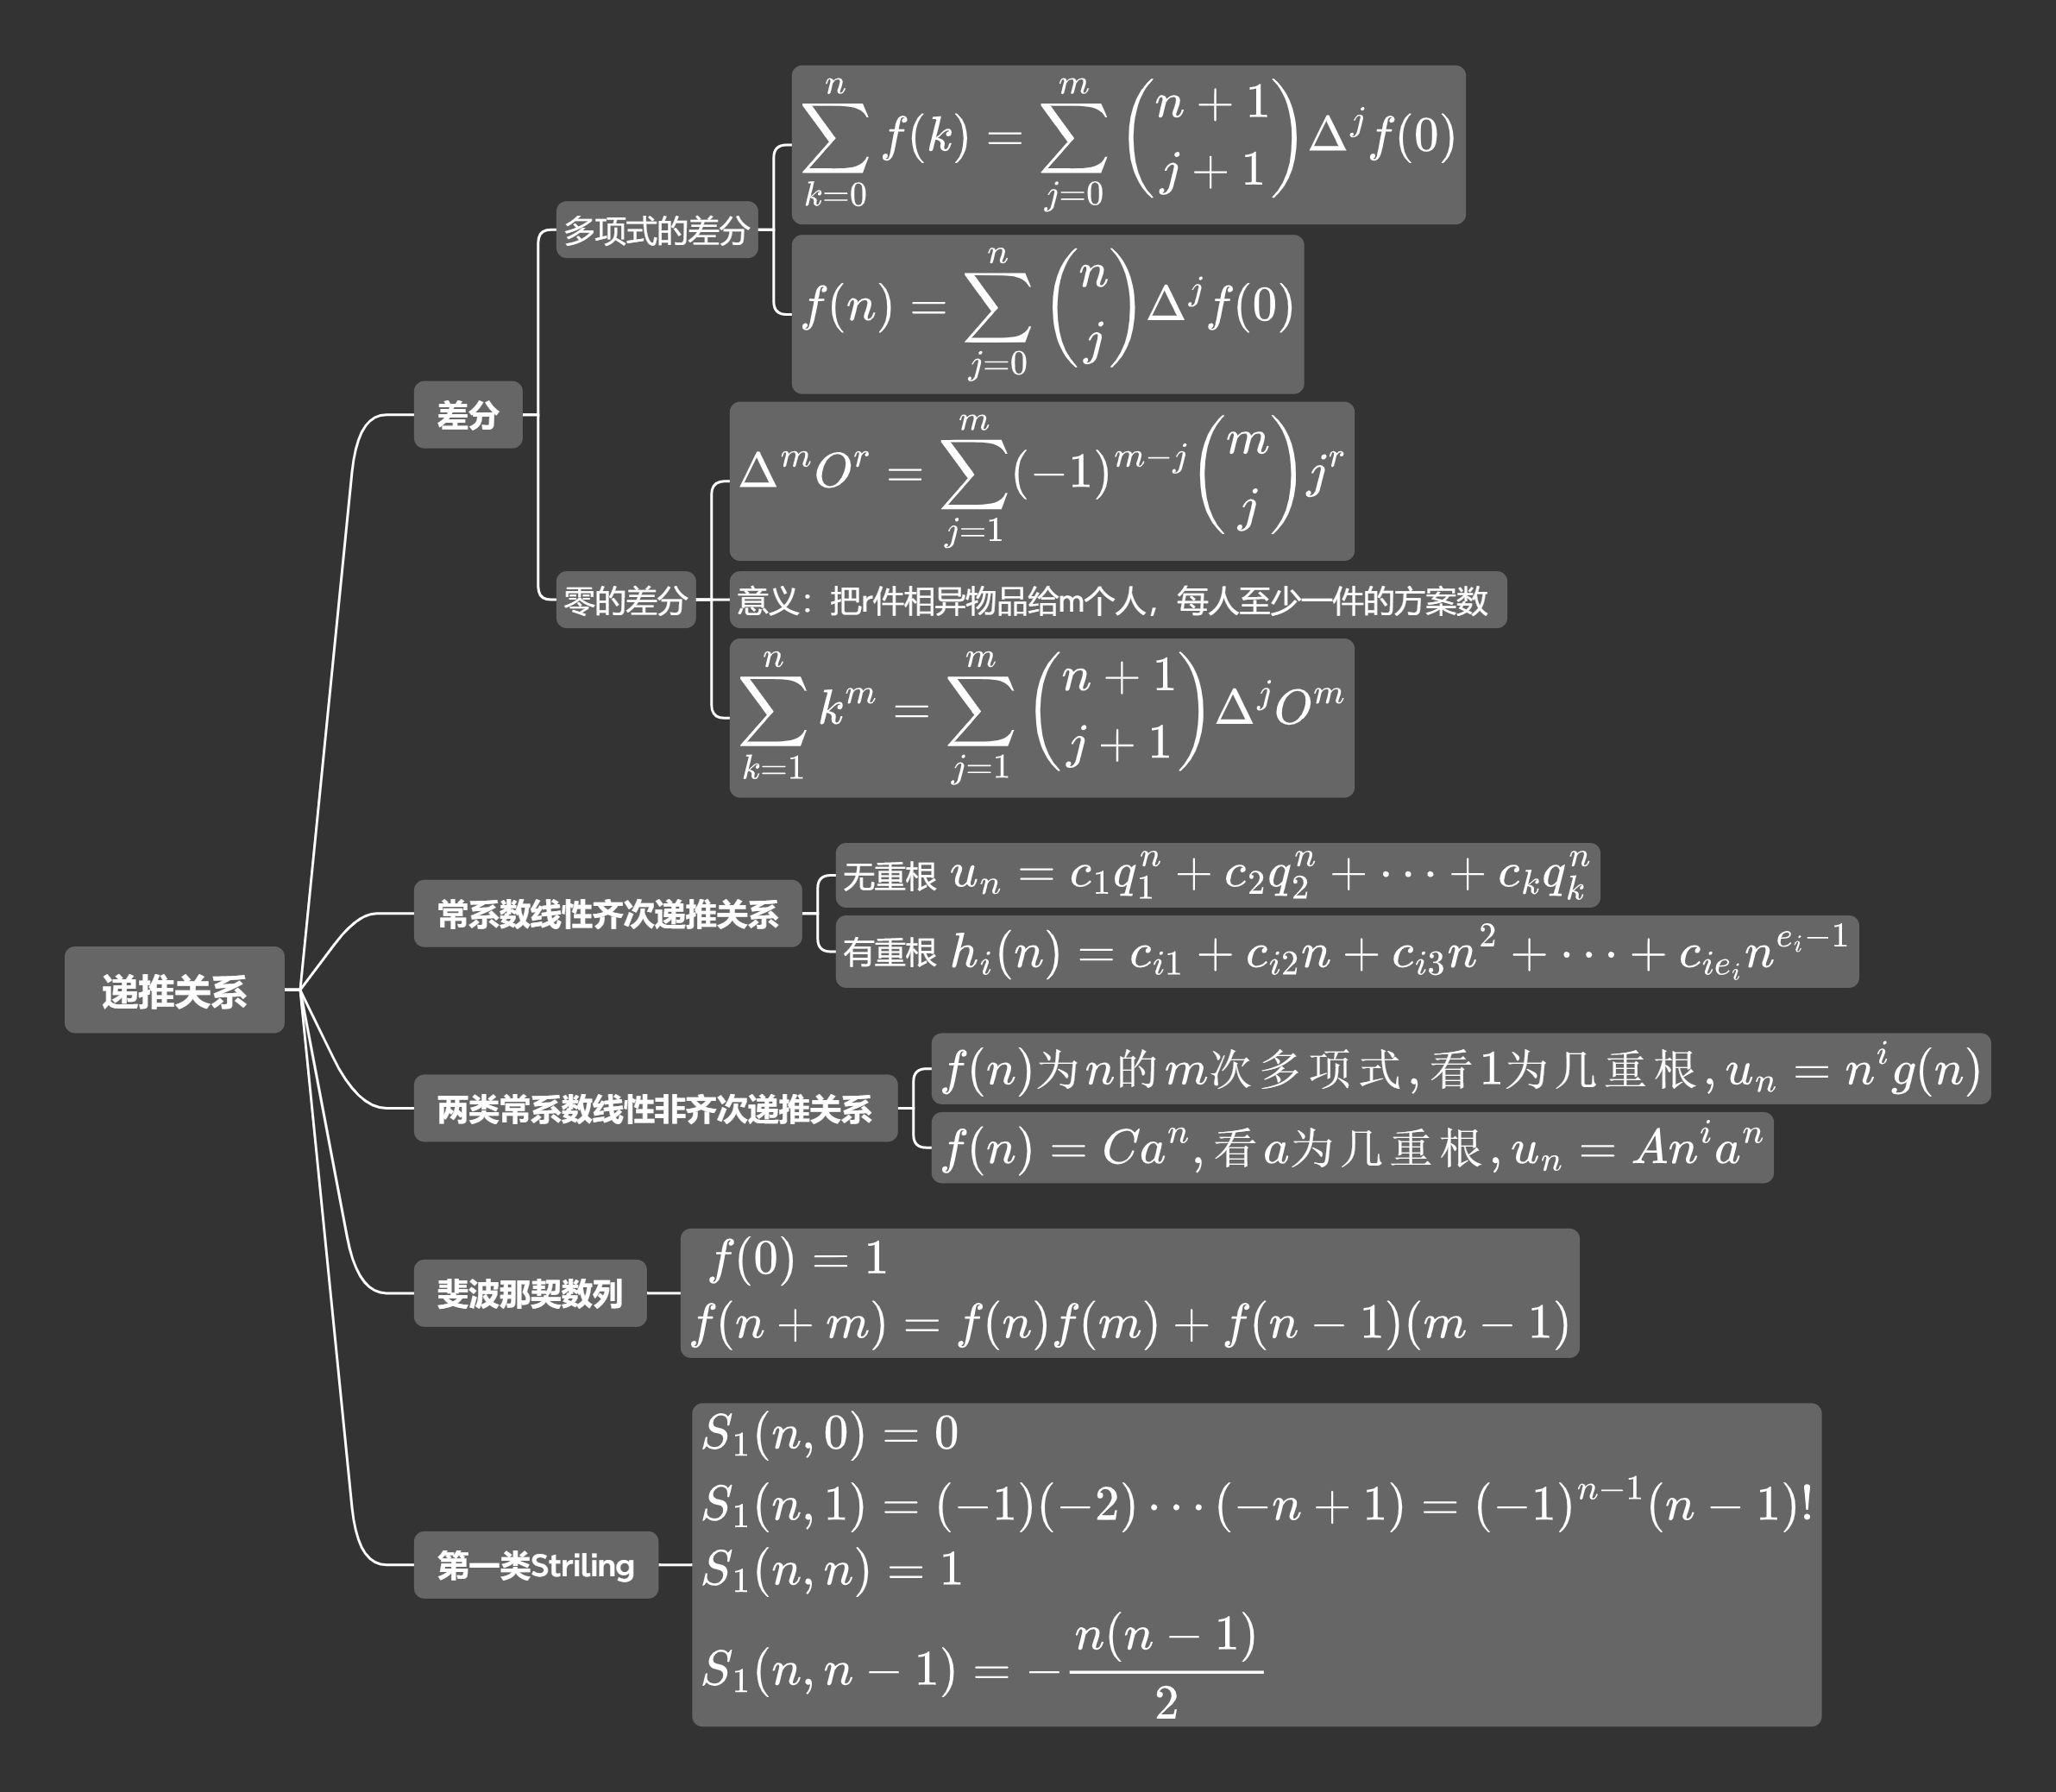 递推关系
差分
多项式的差分
\sum_{k=0}^{n} f(k) = \sum_{j=0}^{m} \binom{n+1}{j+1} \Delta^j f(0)
f(n) = \sum_{j=0}^{n} \binom{n}{j} \Delta^j f(0)
零的差分
\Delta^m O^r = \sum_{j=1}^{m} (-1)^{m-j} \binom{m}{j} j^r
意义：把r件相异物品给m个人，每人至少一件的方案数
\sum_{k=1}^{n} k^m = \sum_{j=1}^{m} \binom{n+1}{j+1} \Delta^j O^m
常系数线性齐次递推关系
无重根 u_n = c_1 q_1^n + c_2 q_2^n + \cdots + c_k q_k^n
有重根 h_i(n) = c_{i1} + c_{i2} n + c_{i3} n^2 + \cdots + c_{ie_i} n^{e_i-1}
两类常系数线性非齐次递推关系
f(n)为n的m次多项式,看1为几重根,u_n = n^i g(n)
f(n) = Ca^n,看a为几重根,u_n = An^i a^n
斐波那契数列
f(0) = 1
f(n + m) = f(n)f(m) + f(n − 1)(m − 1)
第一类Striling
S_1(n, 0) = 0
S_1(n, 1) = (−1)(−2) \cdots (−n + 1) = (−1)^{n−1}(n − 1)!
S_1(n, n) = 1
S_1(n, n − 1) = −\frac{n(n − 1)}{2}